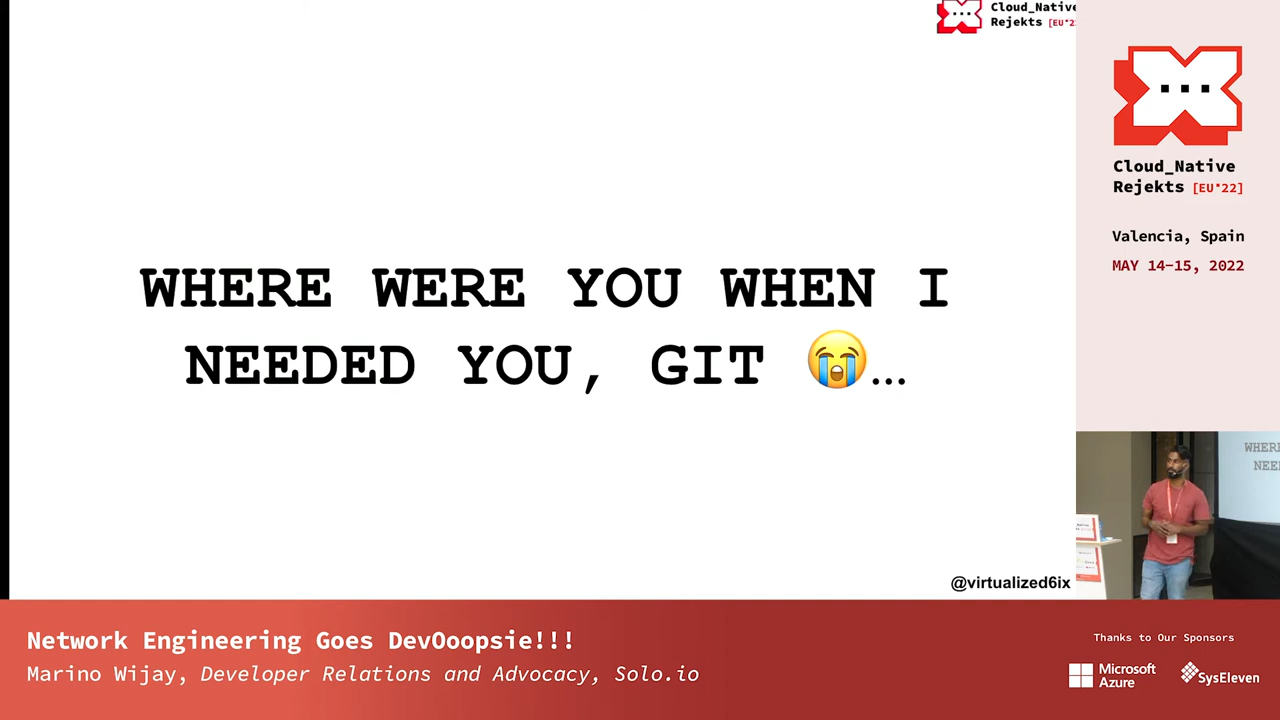 Cloud_Native
Rejekts [EU'2
WHERE WERE YOU WHEN I
NEEDED YOU, GIT 😭…
@virtualized6ix
Cloud_Native
Rejekts [EU'22]
Valencia, Spain
MAY 14-15, 2022
WHERE
NEE
Network Engineering Goes DevOoopsie!!!
Marino Wijay, Developer Relations and Advocacy, Solo.io
Thanks to Our Sponsors
Microsoft
Azure
SysEleven